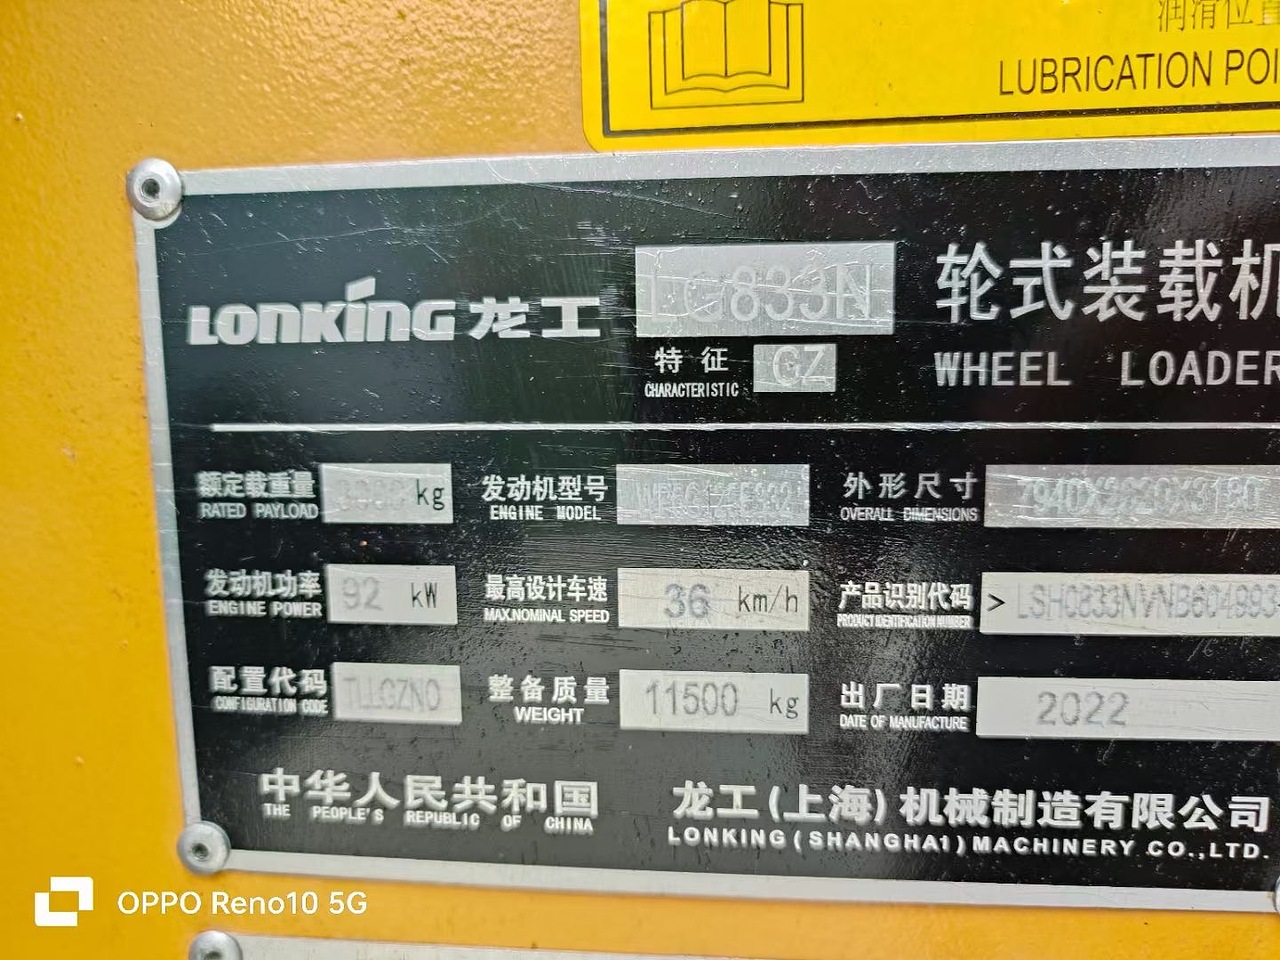 润滑位置
LUBRICATION POI
LONKING 龙工 LG833N 轮式装载机
特征 GZ
CHARACTERISTIC
WHEEL LOADER
额定载重量 kg
RATED PAYLOAD
发动机型号
ENGINE MODEL
外形尺寸
OVERALL DIMENSIONS
发动机功率 92 kW
ENGINE POWER
最高设计车速 36 km/h
MAX.NOMINAL SPEED
产品识别代码 >
PRODUCT IDENTIFICATION NUMBER
配置代码
CONFIGURATION CODE
整备质量 11500 kg
WEIGHT
出厂日期 2022
DATE OF MANUFACTURE
中华人民共和国
THE PEOPLE'S REPUBLIC OF CHINA
龙工(上海)机械制造有限公司
LONKING(SHANGHAI)MACHINERY CO.,LTD.
OPPO Reno10 5G